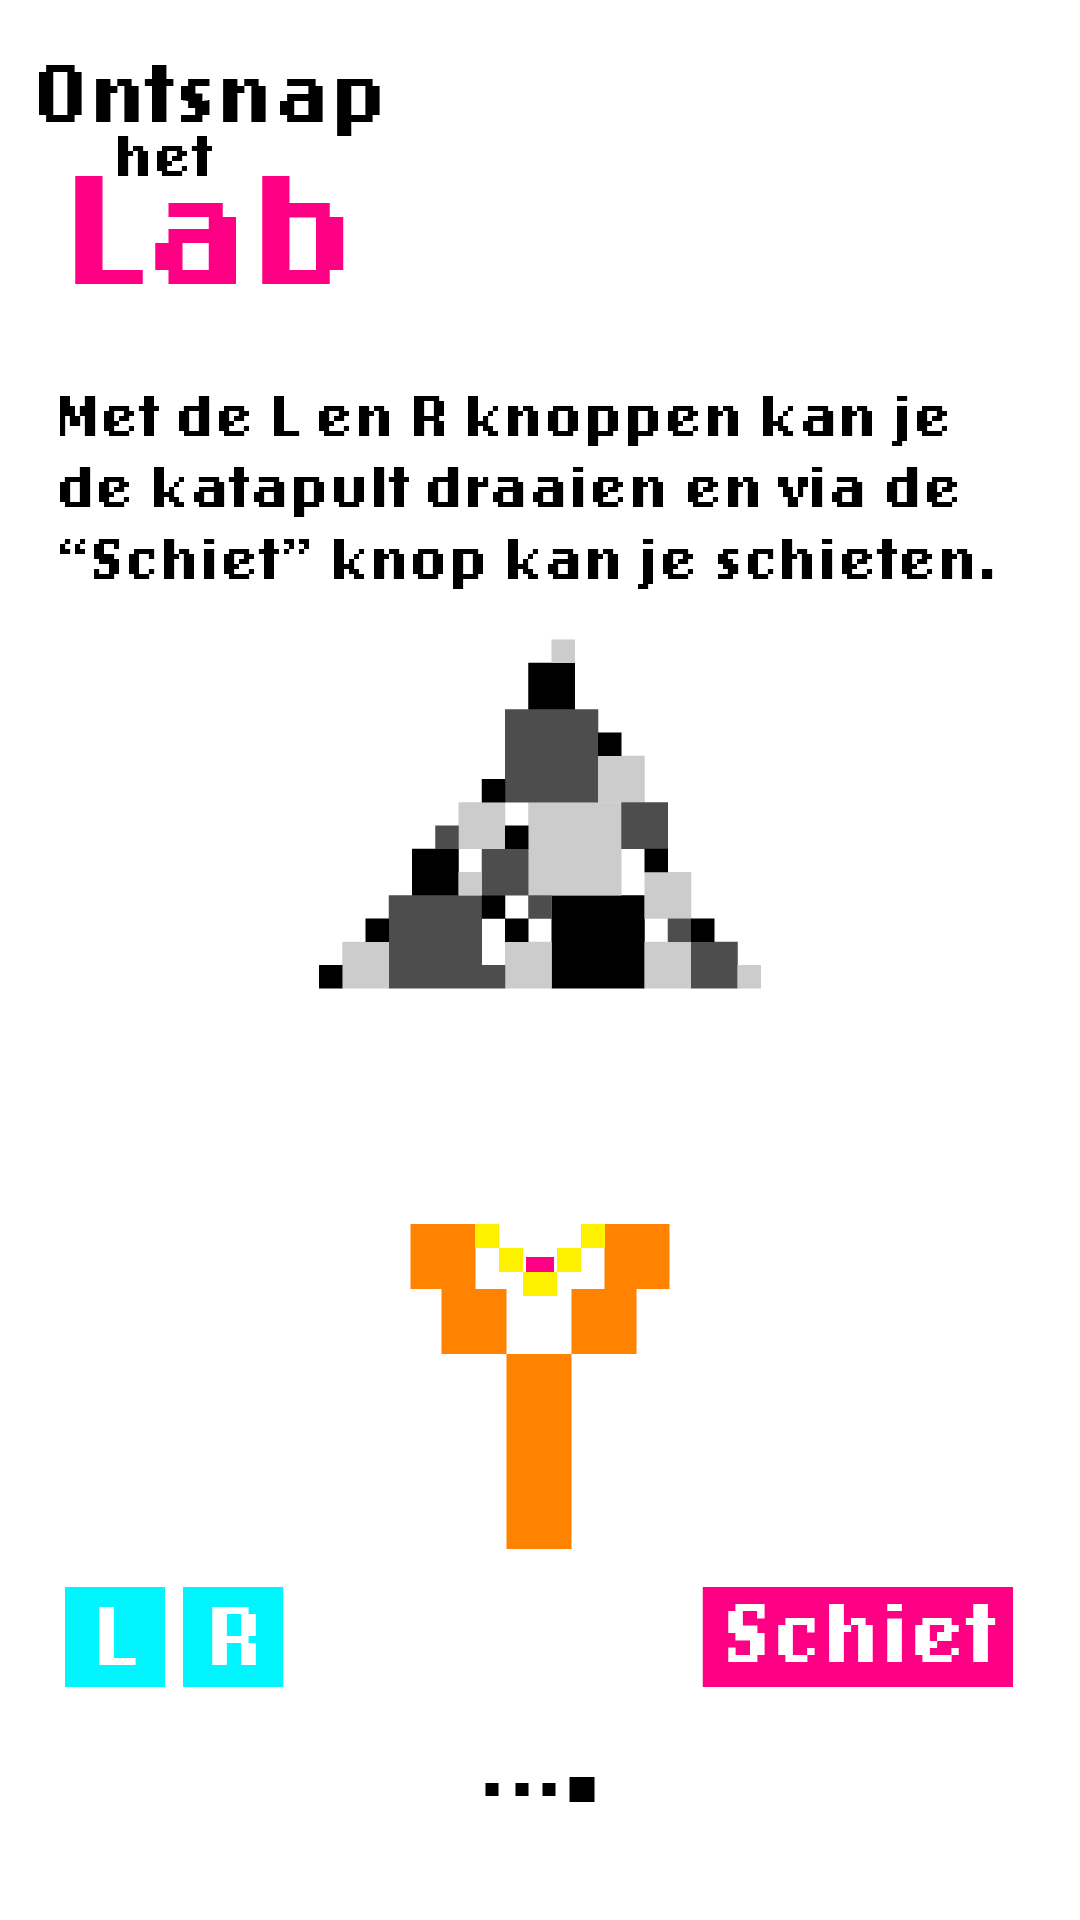 Ontsnap
het
Lab
Met de L en R knoppen kan je
de katapult draaien en via de
“Schiet” knop kan je schieten.
L R Schiet